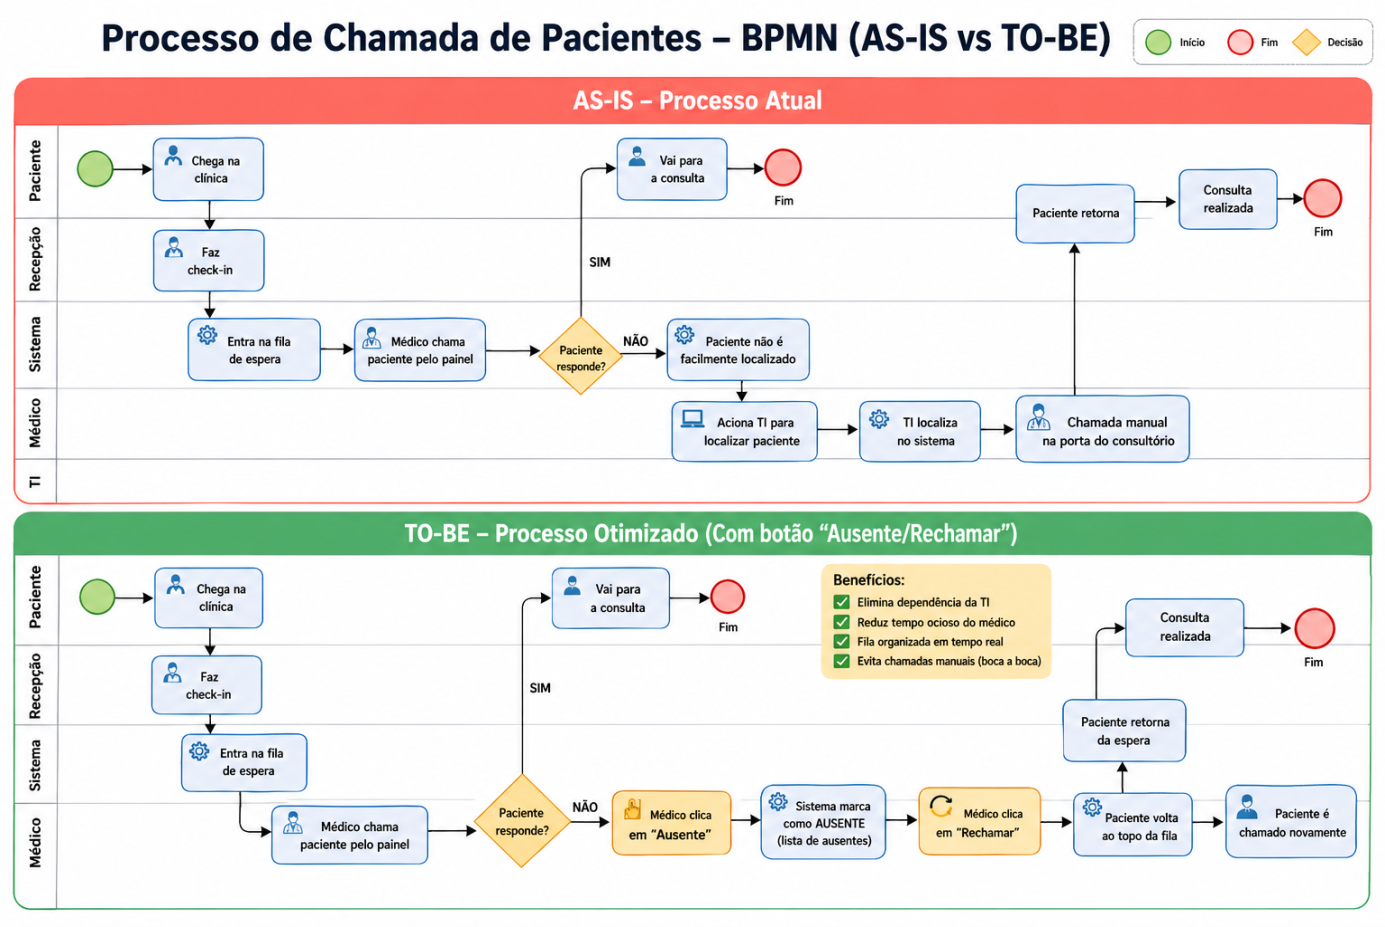 Processo de Chamada de Pacientes – BPMN (AS-IS vs TO-BE)
Início
Fim
Decisão
AS-IS – Processo Atual
Paciente
Chega na
clínica
Vai para
a consulta
Fim
Paciente retorna
Consulta
realizada
Fim
Recepção
Faz
check-in
SIM
Sistema
Entra na fila
de espera
Médico chama
paciente pelo painel
Paciente
responde?
NÃO
Paciente não é
facilmente localizado
Médico
Aciona TI para
localizar paciente
TI localiza
no sistema
Chamada manual
na porta do consultório
TI
TO-BE – Processo Otimizado (Com botão “Ausente/Rechamar”)
Paciente
Chega na
clínica
Vai para
a consulta
Fim
Benefícios:
Elimina dependência da TI
Reduz tempo ocioso do médico
Fila organizada em tempo real
Evita chamadas manuais (boca a boca)
Consulta
realizada
Fim
Recepção
Faz
check-in
SIM
Paciente retorna
da espera
Sistema
Entra na fila
de espera
Médico
Médico chama
paciente pelo painel
Paciente
responde?
NÃO
Médico clica
em “Ausente”
Sistema marca
como AUSENTE
(lista de ausentes)
Médico clica
em “Rechamar”
Paciente volta
ao topo da fila
Paciente é
chamado novamente